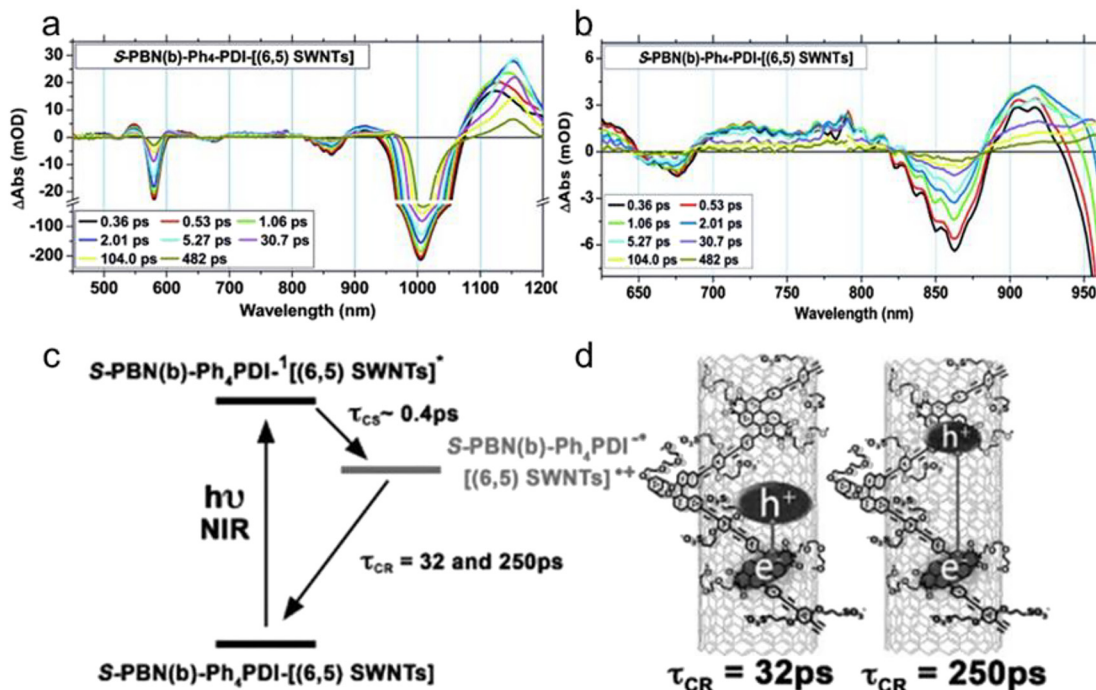 a
S-PBN(b)-Ph4-PDI-[(6,5) SWNTs]
30
20
10
0
-10
-20
-100
-200
ΔAbs (mOD)
0.36 ps 0.53 ps 1.06 ps
2.01 ps 5.27 ps 30.7 ps
104.0 ps 482 ps
500 600 700 800 900 1000 1100 1200
Wavelength (nm)
b
S-PBN(b)-Ph4-PDI-[(6,5) SWNTs]
6
3
0
-3
-6
ΔAbs (mOD)
0.36 ps 0.53 ps
1.06 ps 2.01 ps
5.27 ps 30.7 ps
104.0 ps 482 ps
650 700 750 800 850 900 950
Wavelength (nm)
c
S-PBN(b)-Ph₄PDI-¹[(6,5) SWNTs]*
τCS~ 0.4ps
S-PBN(b)-Ph₄PDI⁻•
[(6,5) SWNTs]•⁺
hυ
NIR
τCR = 32 and 250ps
S-PBN(b)-Ph₄PDI-[(6,5) SWNTs]
d
h⁺
e
τCR = 32ps
h⁺
e
τCR = 250ps